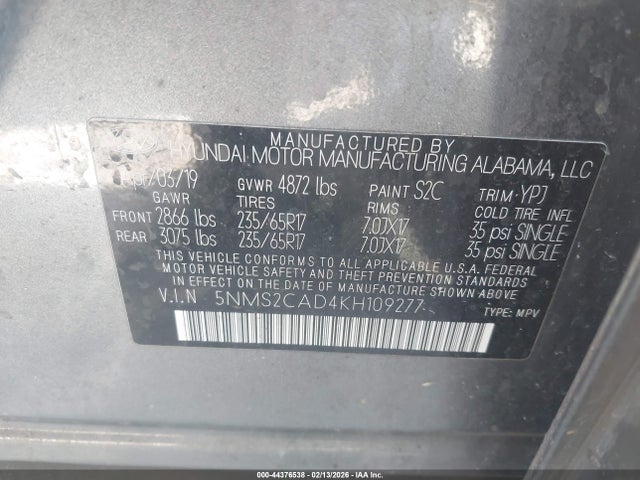 MANUFACTURED BY
HYUNDAI MOTOR MANUFACTURING ALABAMA, LLC
/03/19 GVWR 4872 lbs PAINT S2C TRIM YPJ
GAWR TIRES RIMS COLD TIRE INFL
FRONT 2866 lbs 235/65R17 7.0JX17 35 psi SINGLE
REAR 3075 lbs 235/65R17 7.0JX17 35 psi SINGLE
THIS VEHICLE CONFORMS TO ALL APPLICABLE U.S.A. FEDERAL
MOTOR VEHICLE SAFETY AND THEFT PREVENTION STANDARDS
IN EFFECT ON THE DATE OF MANUFACTURE SHOWN ABOVE.
V.I.N 5NMS2CAD4KH109277
TYPE: MPV
000-44376538 - 02/13/2026 - IAAI.COM